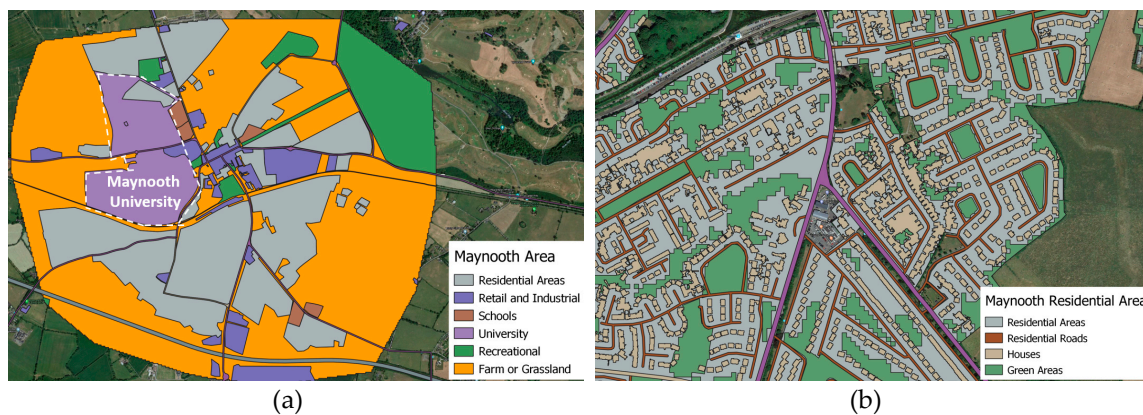 Maynooth
University
Maynooth Area
Residential Areas
Retail and Industrial
Schools
University
Recreational
Farm or Grassland
(a)
Maynooth Residential Area
Residential Areas
Residential Roads
Houses
Green Areas
(b)